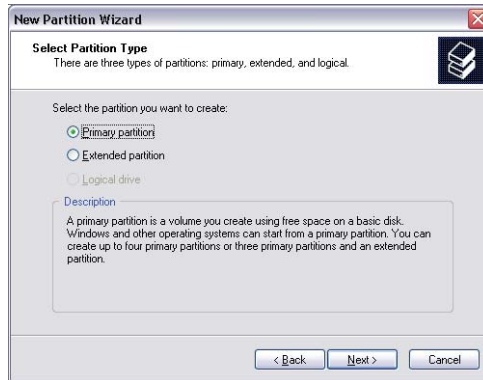 New Partition Wizard
Select Partition Type
There are three types of partitions: primary, extended, and logical.
Select the partition you want to create:
Primary partition
Extended partition
Logical drive
Description
A primary partition is a volume you create using free space on a basic disk.
Windows and other operating systems can start from a primary partition. You can
create up to four primary partitions or three primary partitions and an extended
partition.
< Back Next > Cancel